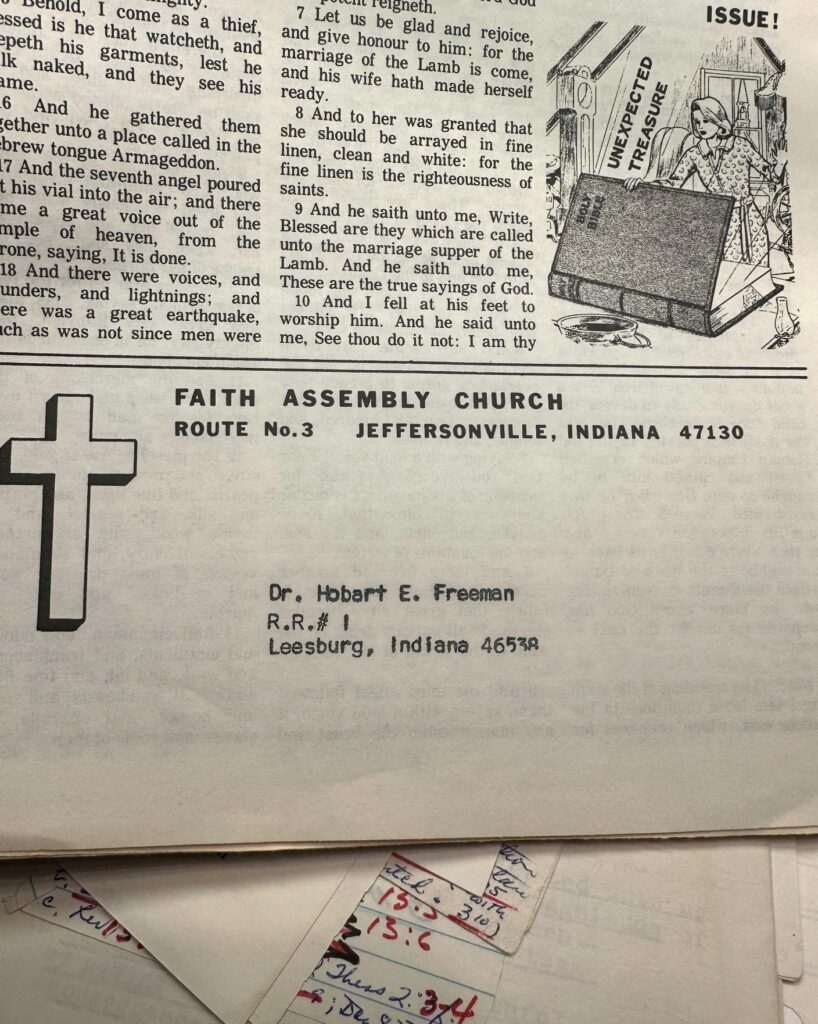 Behold, I come as a thief,
essed is he that watcheth, and
epeth his garments, lest he
lk naked, and they see his
ame.
16 And he gathered them
gether unto a place called in the
ebrew tongue Armageddon.
17 And the seventh angel poured
t his vial into the air; and there
me a great voice out of the
mple of heaven, from the
rone, saying, It is done.
18 And there were voices, and
unders, and lightnings; and
ere was a great earthquake,
uch as was not since men were
reigneth.
7 Let us be glad and rejoice,
and give honour to him: for the
marriage of the Lamb is come,
and his wife hath made herself
ready.
8 And to her was granted that
she should be arrayed in fine
linen, clean and white: for the
fine linen is the righteousness of
saints.
9 And he saith unto me, Write,
Blessed are they which are called
unto the marriage supper of the
Lamb. And he saith unto me,
These are the true sayings of God.
10 And I fell at his feet to
worship him. And he said unto
me, See thou do it not: I am thy
ISSUE!
UNEXPECTED
TREASURE
HOLY
BIBLE
FAITH ASSEMBLY CHURCH
ROUTE No.3 JEFFERSONVILLE, INDIANA 47130
Dr. Hobart E. Freeman
R.R.# 1
Leesburg, Indiana 46538
with
310)
13:5
13:6
c. Rev 13:
Thess 2:3-4